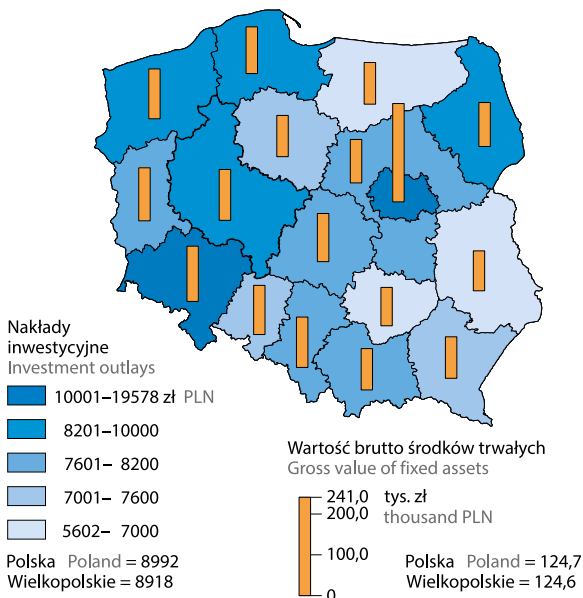 Nakłady
inwestycyjne
Investment outlays
10001–19578 zł PLN
8201–10000
7601– 8200
7001– 7600
5602– 7000
Polska Poland = 8992
Wielkopolskie = 8918
Wartość brutto środków trwałych
Gross value of fixed assets
241,0 tys. zł
200,0 thousand PLN
100,0
0
Polska Poland = 124,7
Wielkopolskie = 124,6